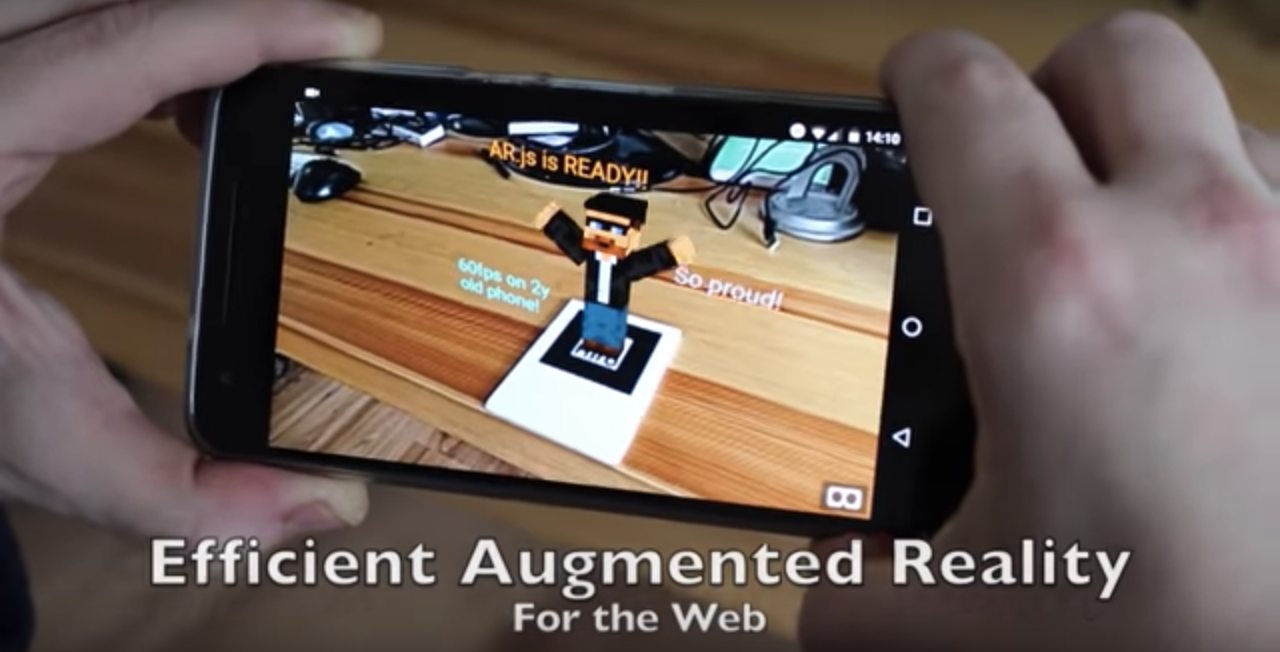 14:10
AR.js is READY!!
60fps on 2y
old phone!
So proud!
Efficient Augmented Reality
For the Web